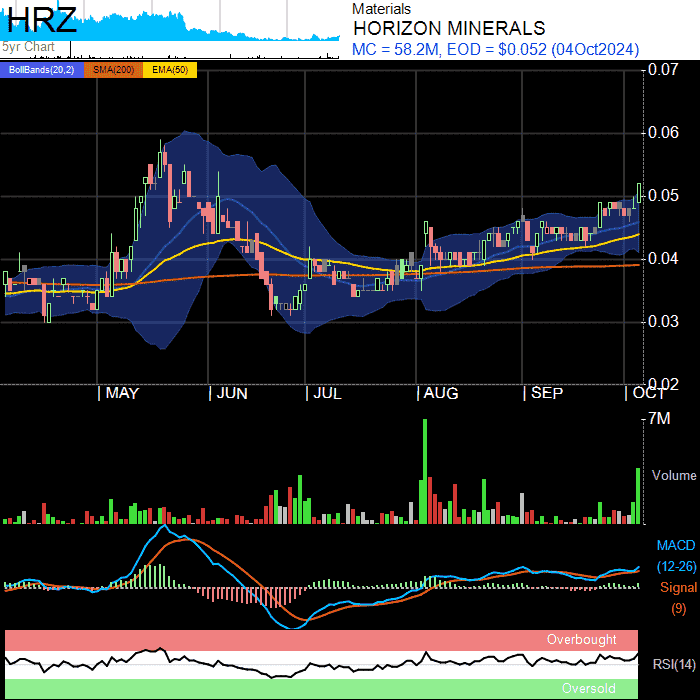 HRZ
5yr Chart
Materials
HORIZON MINERALS
MC = 58.2M, EOD = $0.052 (04Oct2024)
BollBands(20,2) SMA(200) EMA(50)
0.07
0.06
0.05
0.04
0.03
0.02
MAY JUN JUL AUG SEP OCT
7M
Volume
MACD
(12-26)
Signal
(9)
Overbought
RSI(14)
Oversold